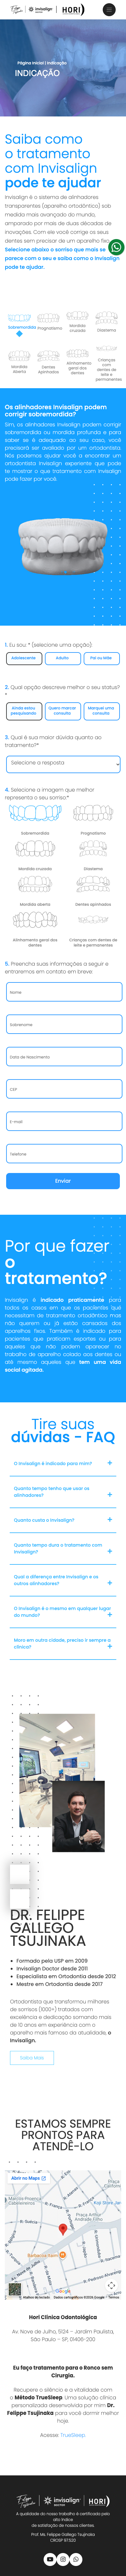 invisalign
HORI
Página inicial | Indicação
INDICAÇÃO
Saiba como
o tratamento
com Invisalign
pode te ajudar
Invisalign é o sistema de alinhadores
transparentes (aparelho ortodôntico) sob
medida mais avançado do mundo,
adequado para muitas de suas alterações
de mordida. Inovações com o qual seus
dentes sem precisar de um aparelho fixo.
Selecione abaixo o sorriso que mais se
parece com o seu e saiba como o Invisalign
pode te ajudar.
Sobremordida
Prognatismo
Mordida
cruzada
Diastema
Mordida
Aberta
Dentes
Apinhados
Alinhamento
geral dos
dentes
Crianças
com
dentes de
leite e
permanentes
Os alinhadores Invisalign podem
corrigir sobremordida?
Sim, os alinhadores Invisalign podem corrigir
sobremordida ou mordida profunda e para
saber se é adequado ao seu caso, você
precisará ser avaliado por um ortodontista.
Nós podemos ajudar você a encontrar um
ortodontista Invisalign experiente que pode
te mostrar o que tratamento com Invisalign
pode fazer por você.
1. Eu sou: * (selecione uma opção)
Adolescente
Adulto
Pai ou Mãe
2. Qual opção descreve melhor o seu status?
*
Ainda estou
pesquisando
Quero marcar
consulta
Marquei uma
consulta
3. Qual é sua maior dúvida quanto ao
tratamento?*
Selecione a resposta
4. Selecione a imagem que melhor
representa o seu sorriso*
Sobremordida
Prognatismo
Mordida cruzada
Diastema
Mordida aberta
Dentes apinhados
Alinhamento geral dos
dentes
Crianças com dentes de
leite e permanentes
5. Preencha suas informações a seguir e
entraremos em contato em breve:
Nome
Sobrenome
Data de Nascimento
CEP
E-mail
Telefone
Enviar
Por que fazer
o
tratamento?
Invisalign é indicado praticamente para
todos os casos em que os pacientes que
necessitam de tratamento ortodôntico mas
não querem ou já estão cansados dos
aparelhos fixos. Também é indicado para
pacientes que praticam esportes ou para
aqueles que não podem aparecer no
trabalho de aparelho colado aos dentes ou
até mesmo aqueles que tem uma vida
social agitada.
Tire suas
dúvidas - FAQ
O Invisalign é indicado para mim?
Quanto tempo tenho que usar os
alinhadores?
Quanto custa o Invisalign?
Quanto tempo dura o tratamento com
Invisalign?
Qual a diferença entre Invisalign e os
outros alinhadores?
O Invisalign é o mesmo em qualquer lugar
do mundo?
Moro em outra cidade, preciso ir sempre a
clínica?
DR. FELIPPE
GALLEGO
TSUJINAKA
Formado pela USP em 2009
Invisalign Doctor desde 2011
Especialista em Ortodontia desde 2012
Mestre em Ortodontia desde 2017
Ortodontista que transformou milhares
de sorrisos (1000+) tratados com
excelência e dedicação somando mais
de 5000 crianças e adultos com o mais
famoso aparelho do mundo, o
Invisalign.
Saiba Mais
ESTAMOS SEMPRE
PRONTOS PARA
ATENDÊ-LO
Abrir no Maps
Google
Hori Clínica Odontológica
Av. Nove de Julho, 5124 - Jardim Paulista,
São Paulo - SP, 01406-200
Eu faço tratamento para o Ronco sem
Cirurgia.
Recupere o silêncio e a vitalidade com
o Método TrueSleep: uma solução clínica
personalizada desenvolvida por mim, Dr.
Felippe Tsujinaka para você dormir melhor
hoje.
Acesse: TrueSleep
invisalign
HORI
A qualidade do nosso trabalho é certificada pelo
alto índice
de satisfação de nossos clientes.
Prof. Ms. Felippe Gallego Tsujinaka